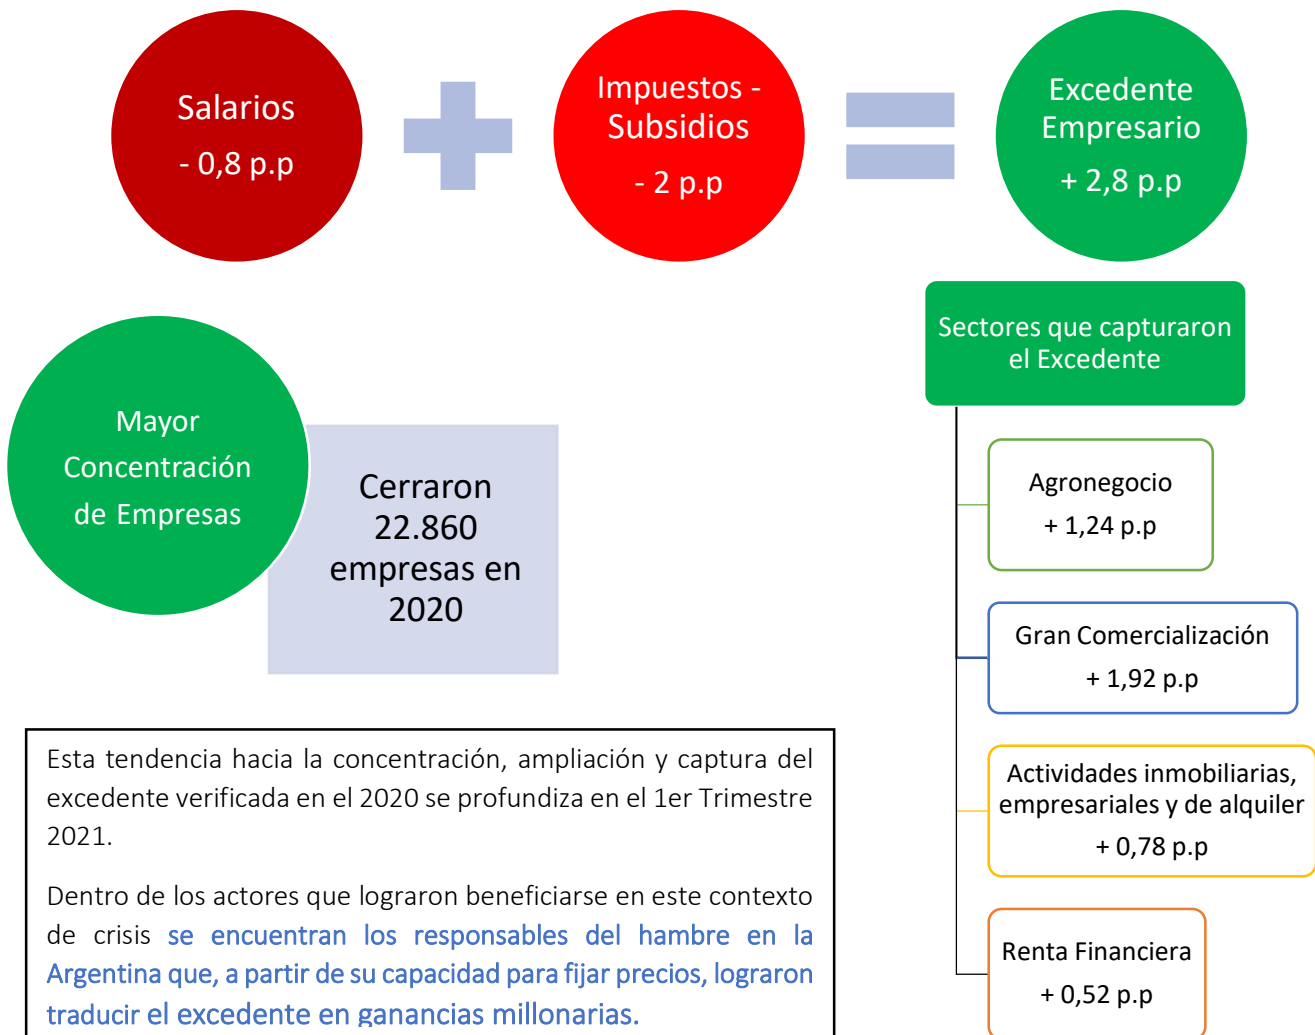 Salarios
- 0,8 p.p
Impuestos -
Subsidios
- 2 p.p
Excedente
Empresario
+ 2,8 p.p
Mayor
Concentración
de Empresas
Cerraron
22.860
empresas en
2020
Sectores que capturaron
el Excedente
Agronegocio
+ 1,24 p.p
Gran Comercialización
+ 1,92 p.p
Actividades inmobiliarias,
empresariales y de alquiler
+ 0,78 p.p
Renta Financiera
+ 0,52 p.p
Esta tendencia hacia la concentración, ampliación y captura del
excedente verificada en el 2020 se profundiza en el 1er Trimestre
2021.
Dentro de los actores que lograron beneficiarse en este contexto
de crisis se encuentran los responsables del hambre en la
Argentina que, a partir de su capacidad para fijar precios, lograron
traducir el excedente en ganancias millonarias.